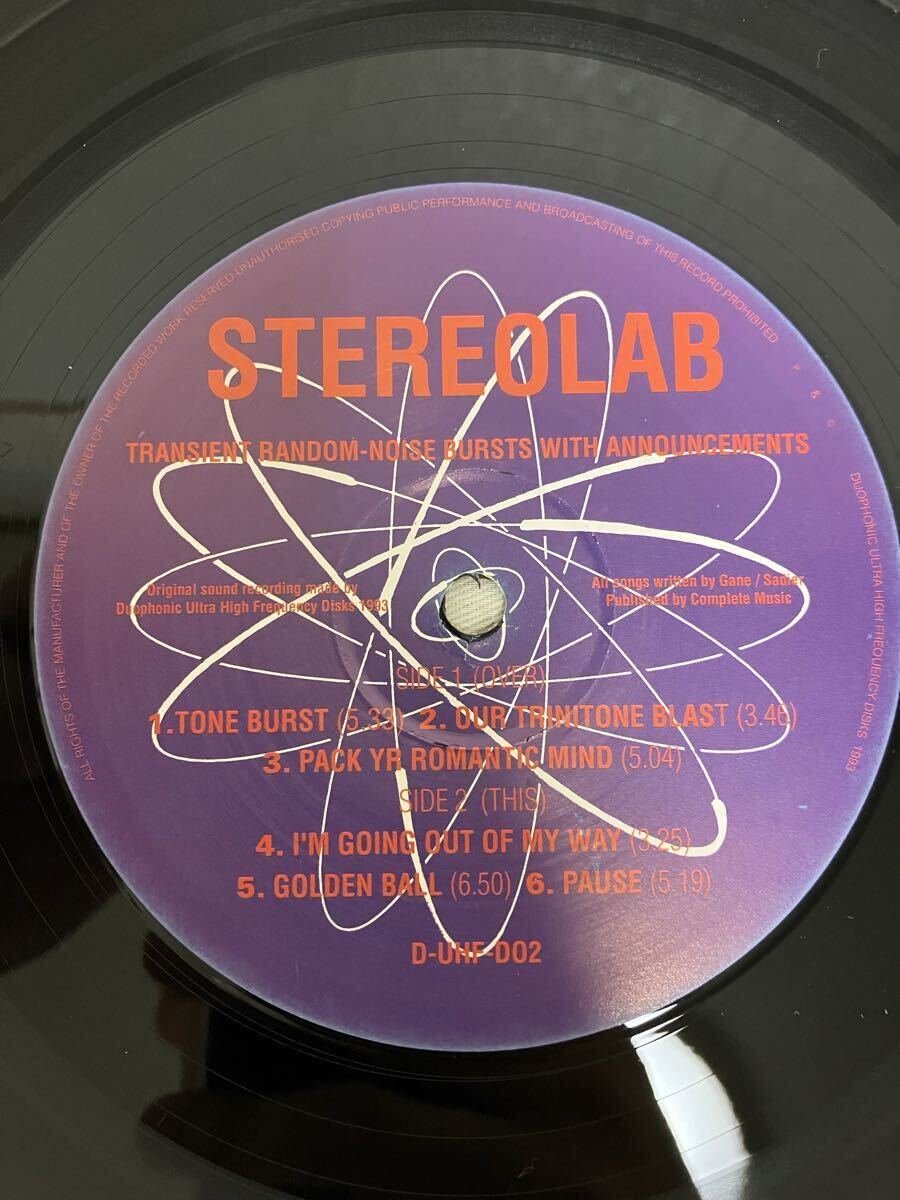 ALL RIGHTS OF THE MANUFACTURER AND OF THE OWNER OF THE RECORDED WORK RESERVED UNAUTHORISED COPYING PUBLIC PERFORMANCE AND BROADCASTING OF THIS RECORD PROHIBITED
P & C DUOPHONIC ULTRA HIGH FREQUENCY DISKS 1993
STEREOLAB
TRANSIENT RANDOM-NOISE BURSTS WITH ANNOUNCEMENTS
Original sound recording made by
Duophonic Ultra High Frequency Disks 1993
All songs written by Gane / Sadier
Published by Complete Music
SIDE 1 (OVER)
1.TONE BURST (5.33) 2. OUR TRINITONE BLAST (3.46)
3. PACK YR ROMANTIC MIND (5.04)
SIDE 2 (THIS)
4. I'M GOING OUT OF MY WAY (3.25)
5. GOLDEN BALL (6.50) 6. PAUSE (5.19)
D-UHF-D02